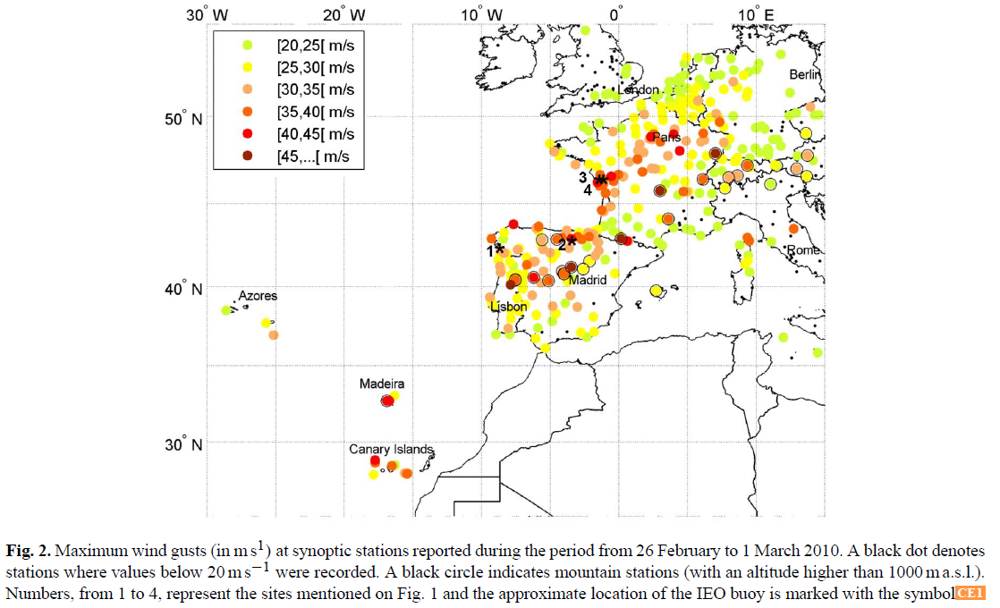 30° W 20° W 10° W 0° 10° E
[20,25[ m/s
[25,30[ m/s
[30,35[ m/s
[35,40[ m/s
[40,45[ m/s
[45,...[ m/s
Berlin
London
50° N
Paris
3
4
1*
2*
Rome
Madrid
40° N
Azores
Lisbon
Madeira
30° N
Canary Islands
Fig. 2. Maximum wind gusts (in m s¹) at synoptic stations reported during the period from 26 February to 1 March 2010. A black dot denotes
stations where values below 20 m s⁻¹ were recorded. A black circle indicates mountain stations (with an altitude higher than 1000 m a.s.l.).
Numbers, from 1 to 4, represent the sites mentioned on Fig. 1 and the approximate location of the IEO buoy is marked with the symbol CE1